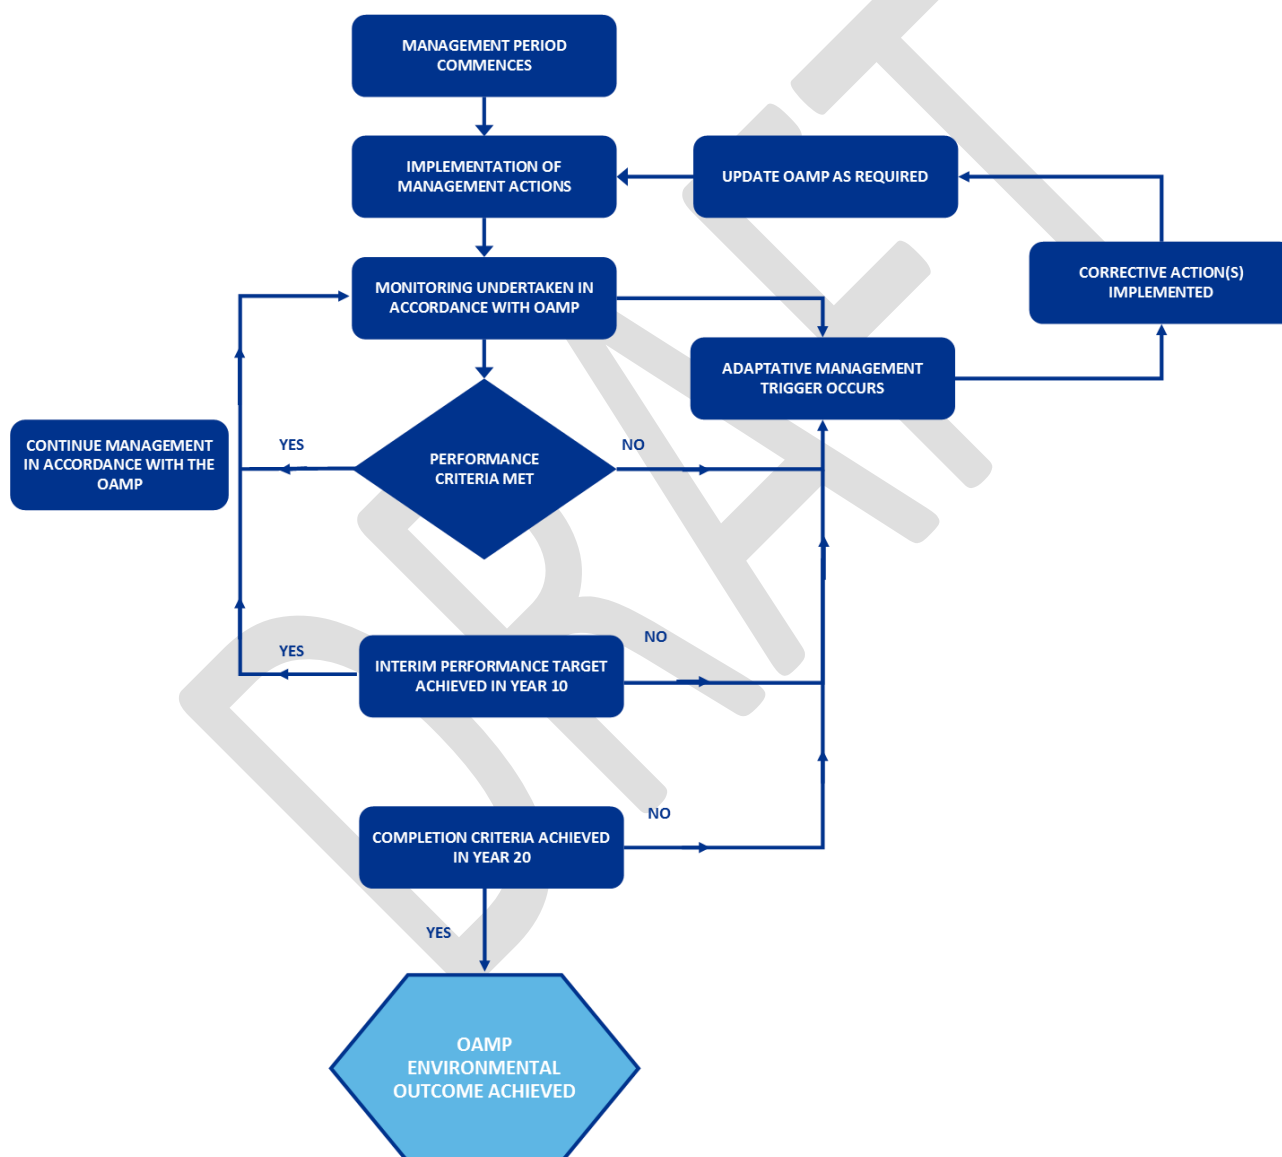 MANAGEMENT PERIOD
COMMENCES
IMPLEMENTATION OF
MANAGEMENT ACTIONS
UPDATE OAMP AS REQUIRED
MONITORING UNDERTAKEN IN
ACCORDANCE WITH OAMP
CORRECTIVE ACTION(S)
IMPLEMENTED
ADAPTATIVE MANAGEMENT
TRIGGER OCCURS
CONTINUE MANAGEMENT
IN ACCORDANCE WITH THE
OAMP
YES
PERFORMANCE
CRITERIA MET
NO
YES
INTERIM PERFORMANCE TARGET
ACHIEVED IN YEAR 10
NO
COMPLETION CRITERIA ACHIEVED
IN YEAR 20
NO
YES
OAMP
ENVIRONMENTAL
OUTCOME ACHIEVED
DRAFT